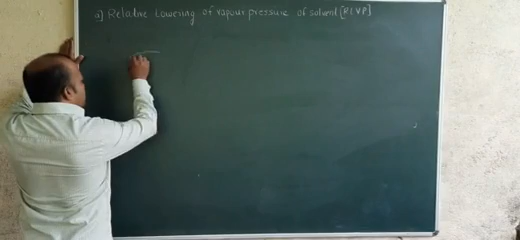 a] Relative Lowering of vapour pressure of solvent [RLVP]